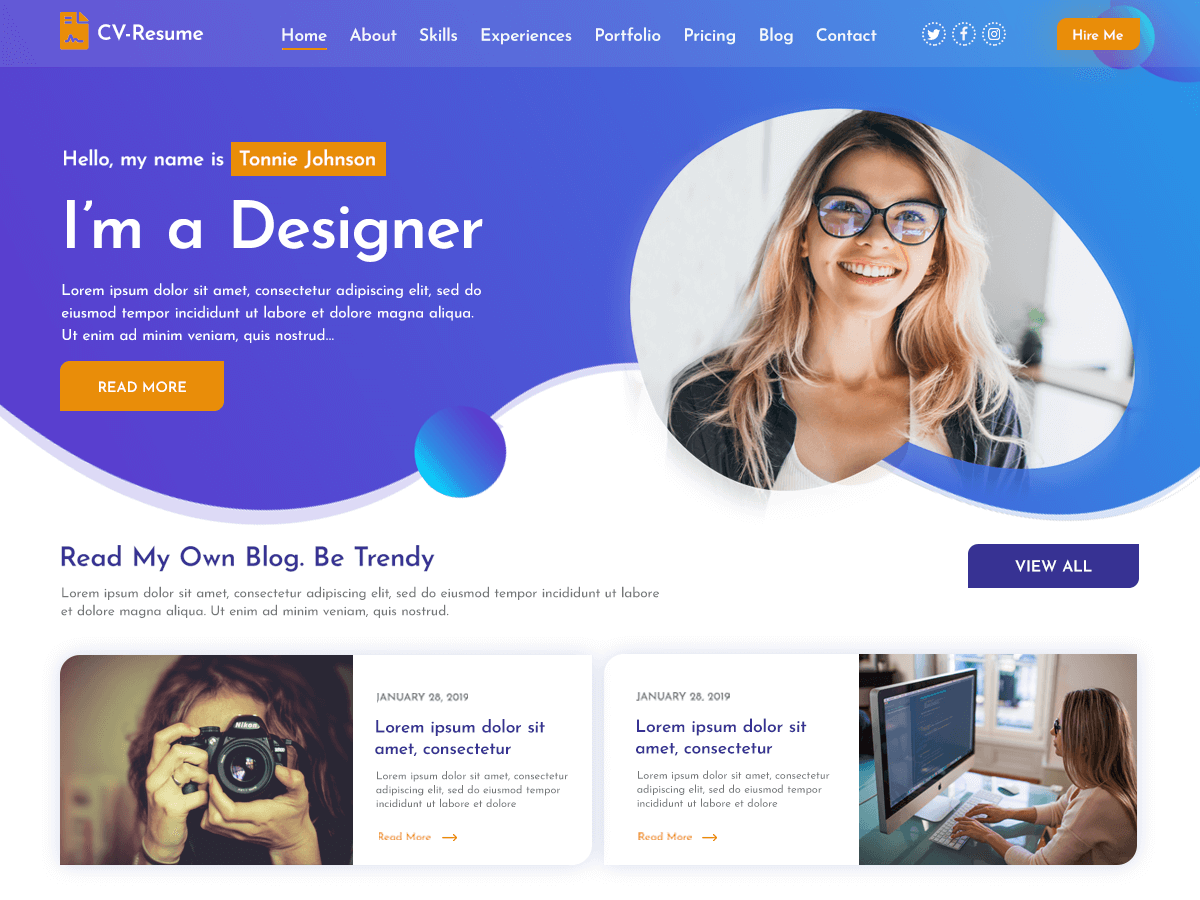 CV-Resume
Home About Skills Experiences Portfolio Pricing Blog Contact
Hire Me
Hello, my name is Tonnie Johnson
I'm a Designer
Lorem ipsum dolor sit amet, consectetur adipiscing elit, sed do
eiusmod tempor incididunt ut labore et dolore magna aliqua.
Ut enim ad minim veniam, quis nostrud...
READ MORE
Read My Own Blog. Be Trendy
VIEW ALL
Lorem ipsum dolor sit amet, consectetur adipiscing elit, sed do eiusmod tempor incididunt ut labore
et dolore magna aliqua. Ut enim ad minim veniam, quis nostrud.
Nikon
JANUARY 28, 2019
Lorem ipsum dolor sit
amet, consectetur
Lorem ipsum dolor sit amet, consectetur
adipiscing elit, sed do eiusmod tempor
incididunt ut labore et dolore
Read More
JANUARY 28, 2019
Lorem ipsum dolor sit
amet, consectetur
Lorem ipsum dolor sit amet, consectetur
adipiscing elit, sed do eiusmod tempor
incididunt ut labore et dolore
Read More